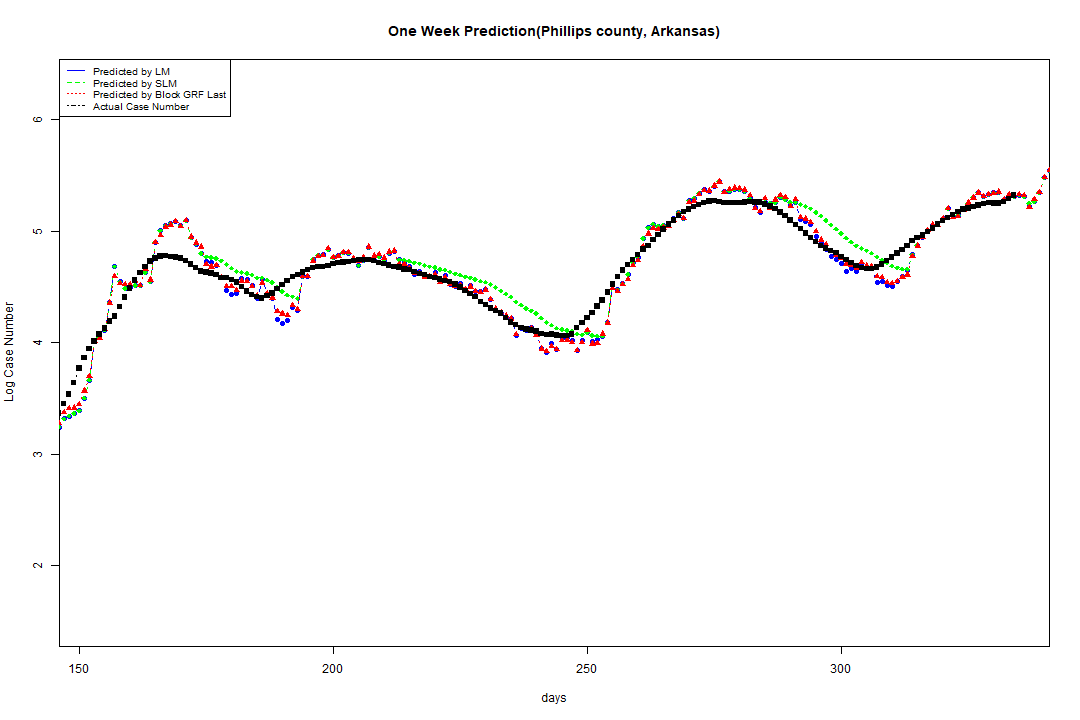 One Week Prediction(Phillips county, Arkansas)
Predicted by LM
Predicted by SLM
Predicted by Block GRF Last
Actual Case Number
6
5
4
3
2
Log Case Number
150 200 250 300
days